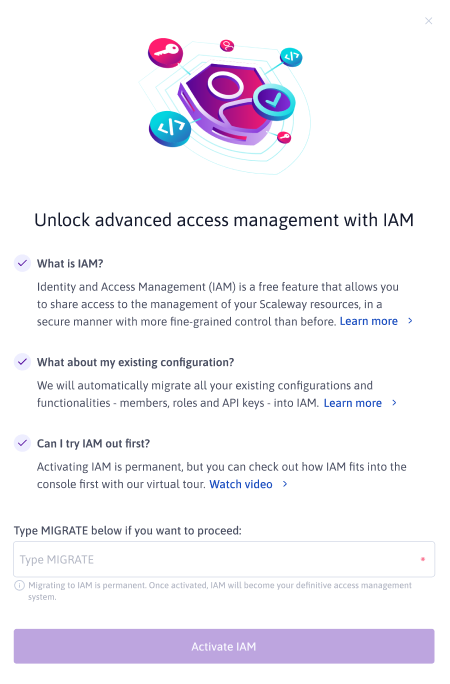 Unlock advanced access management with IAM
What is IAM?
Identity and Access Management (IAM) is a free feature that allows you
to share access to the management of your Scaleway resources, in a
secure manner with more fine-grained control than before. Learn more
What about my existing configuration?
We will automatically migrate all your existing configurations and
functionalities - members, roles and API keys - into IAM. Learn more
Can I try IAM out first?
Activating IAM is permanent, but you can check out how IAM fits into the
console first with our virtual tour. Watch video
Type MIGRATE below if you want to proceed:
Type MIGRATE
Migrating to IAM is permanent. Once activated, IAM will become your definitive access management
system.
Activate IAM